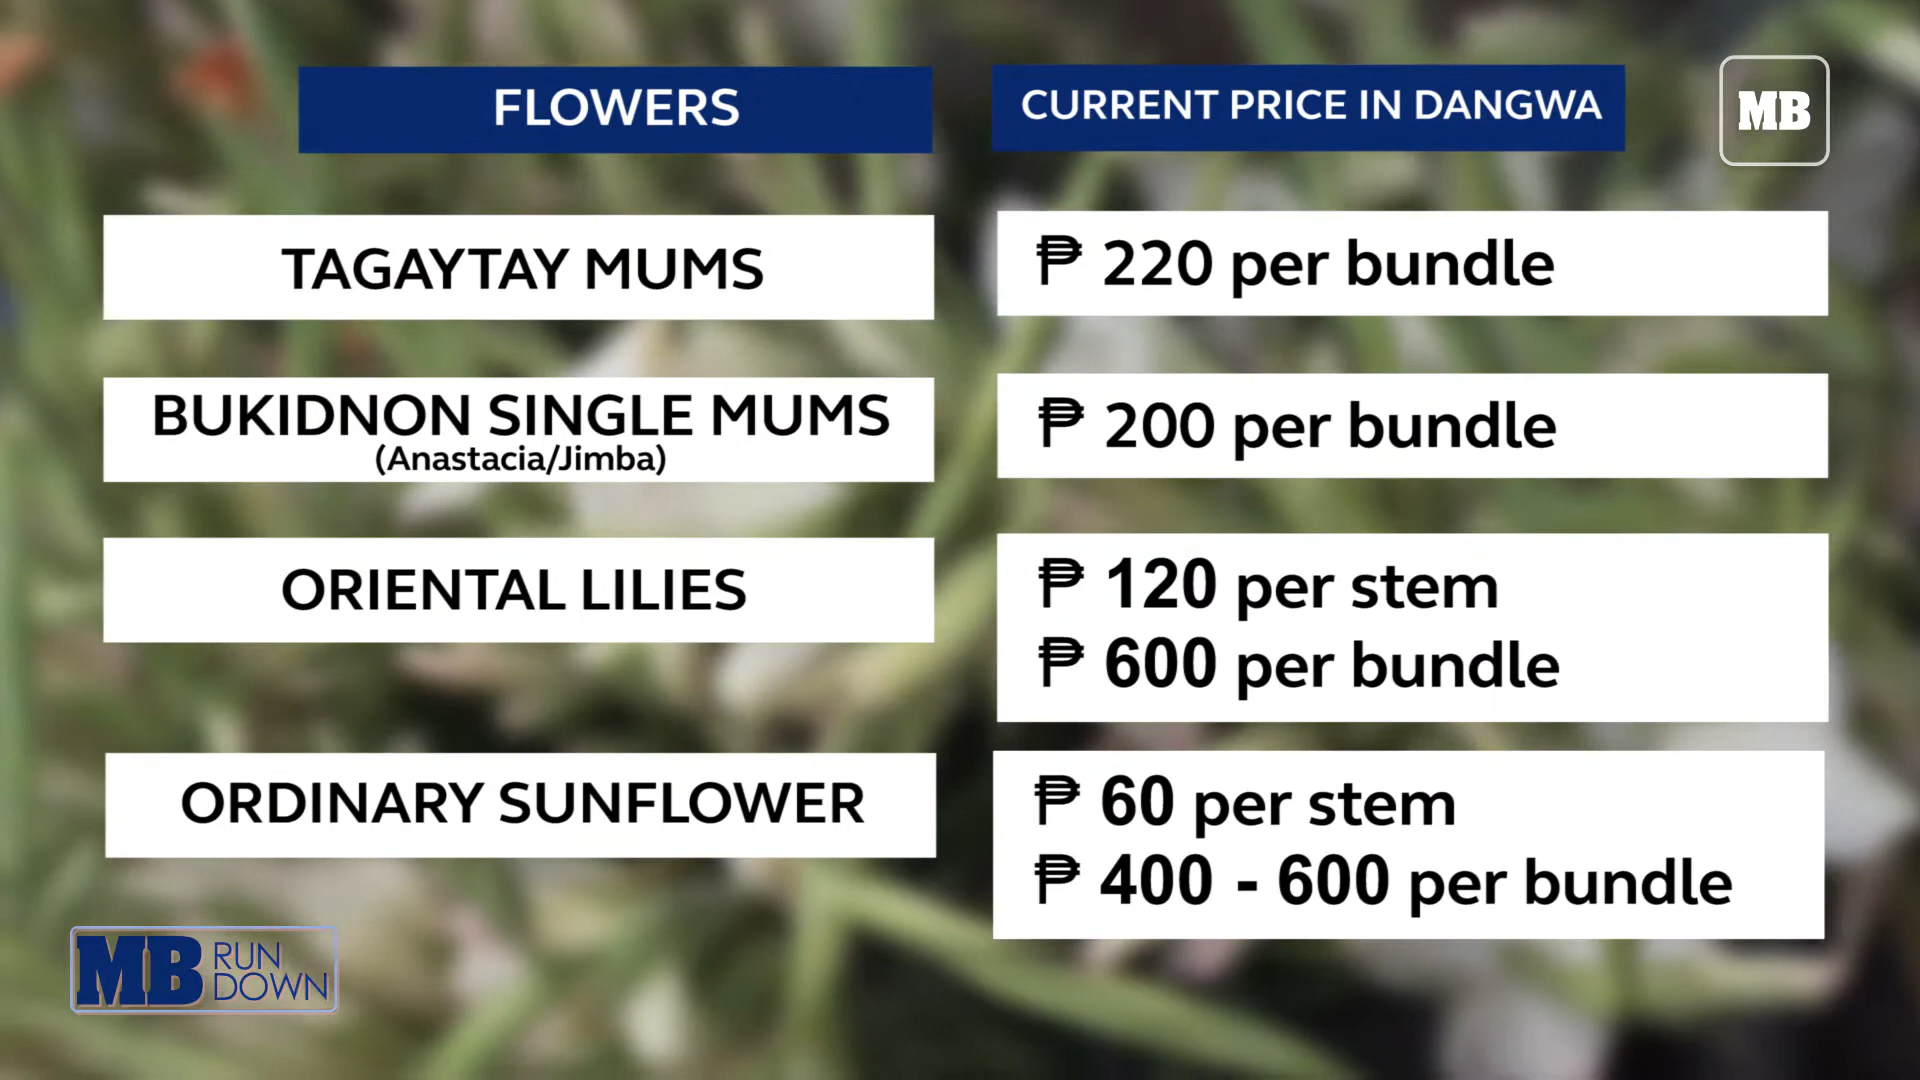 FLOWERS
CURRENT PRICE IN DANGWA
MB
TAGAYTAY MUMS
₱ 220 per bundle
BUKIDNON SINGLE MUMS
(Anastacia/Jimba)
₱ 200 per bundle
ORIENTAL LILIES
₱ 120 per stem
₱ 600 per bundle
ORDINARY SUNFLOWER
₱ 60 per stem
₱ 400 - 600 per bundle
MB RUN
DOWN